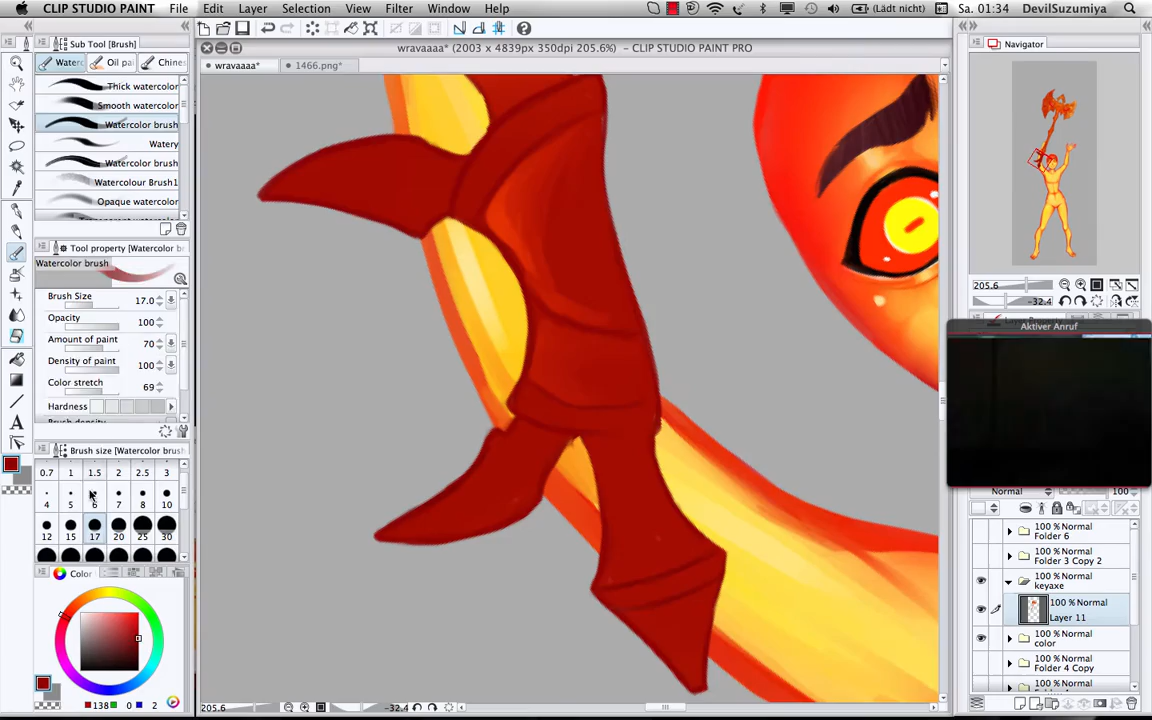 CLIP STUDIO PAINT File Edit Layer Selection View Filter Window Help (Lädt nicht) Sa. 01:34 DevilSuzumiya
Sub Tool [Brush]
wravaaaa* (2003 x 4839px 350dpi 205.6%) – CLIP STUDIO PAINT PRO
Navigator
Water Oil pai Chines
wravaaaa* 1466.png*
Thick watercolor
Smooth watercolor
Watercolor brush
Watery
Watercolor brush
Watercolour Brush1
Opaque watercolor
Tool property [Watercolor br
Watercolor brush
205.6
Brush Size 17.0
-32.4
Opacity 100
Aktiver Anruf
Amount of paint 70
Density of paint 100
Color stretch 69
Hardness
Brush density
Brush size [Watercolor brush
0.7 1 1.5 2 2.5 3
4 5 6 7 8 10
Normal 100
12 15 17 20 25 30
100 % Normal
Folder 6
100 % Normal
Folder 3 Copy 2
Color
100 % Normal
keyaxe
100 % Normal
Layer 11
100 % Normal
color
100 % Normal
Folder 4 Copy
100 % Normal
138 0 2
205.6 -32.4